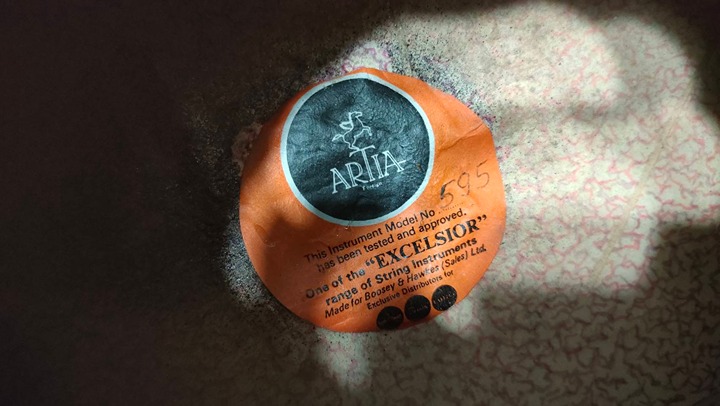 ARTIA
This Instrument Model No 595
has been tested and approved.
One of the "EXCELSIOR"
range of String Instruments
Made for Boosey & Hawkes (Sales) Ltd.
Exclusive Distributors for